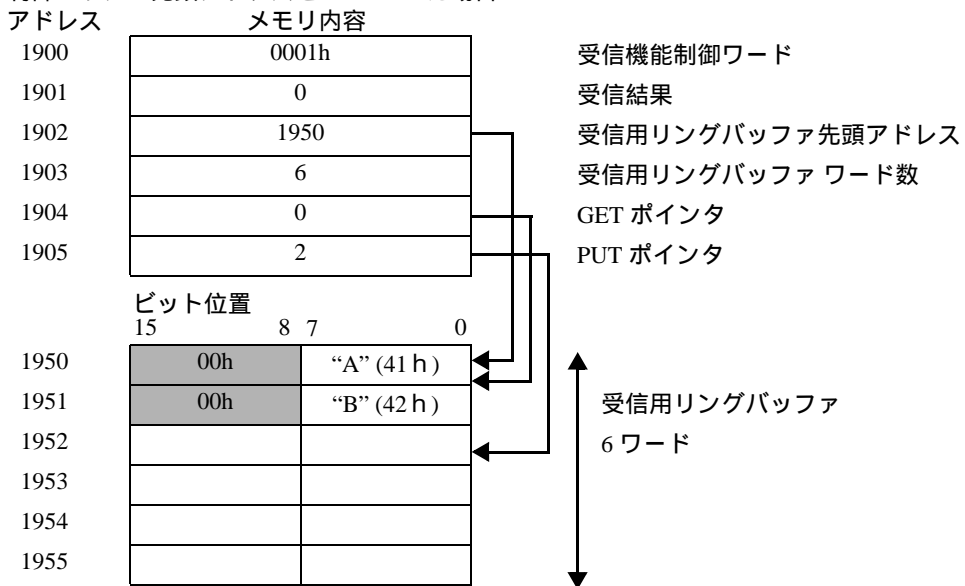 アドレス メモリ内容
1900 0001h 受信機能制御ワード
1901 0 受信結果
1902 1950 受信用リングバッファ先頭アドレス
1903 6 受信用リングバッファ ワード数
1904 0 GET ポインタ
1905 2 PUT ポインタ
ビット位置
15 8 7 0
1950 00h “A” (41 h )
1951 00h “B” (42 h ) 受信用リングバッファ
1952 6 ワード
1953
1954
1955